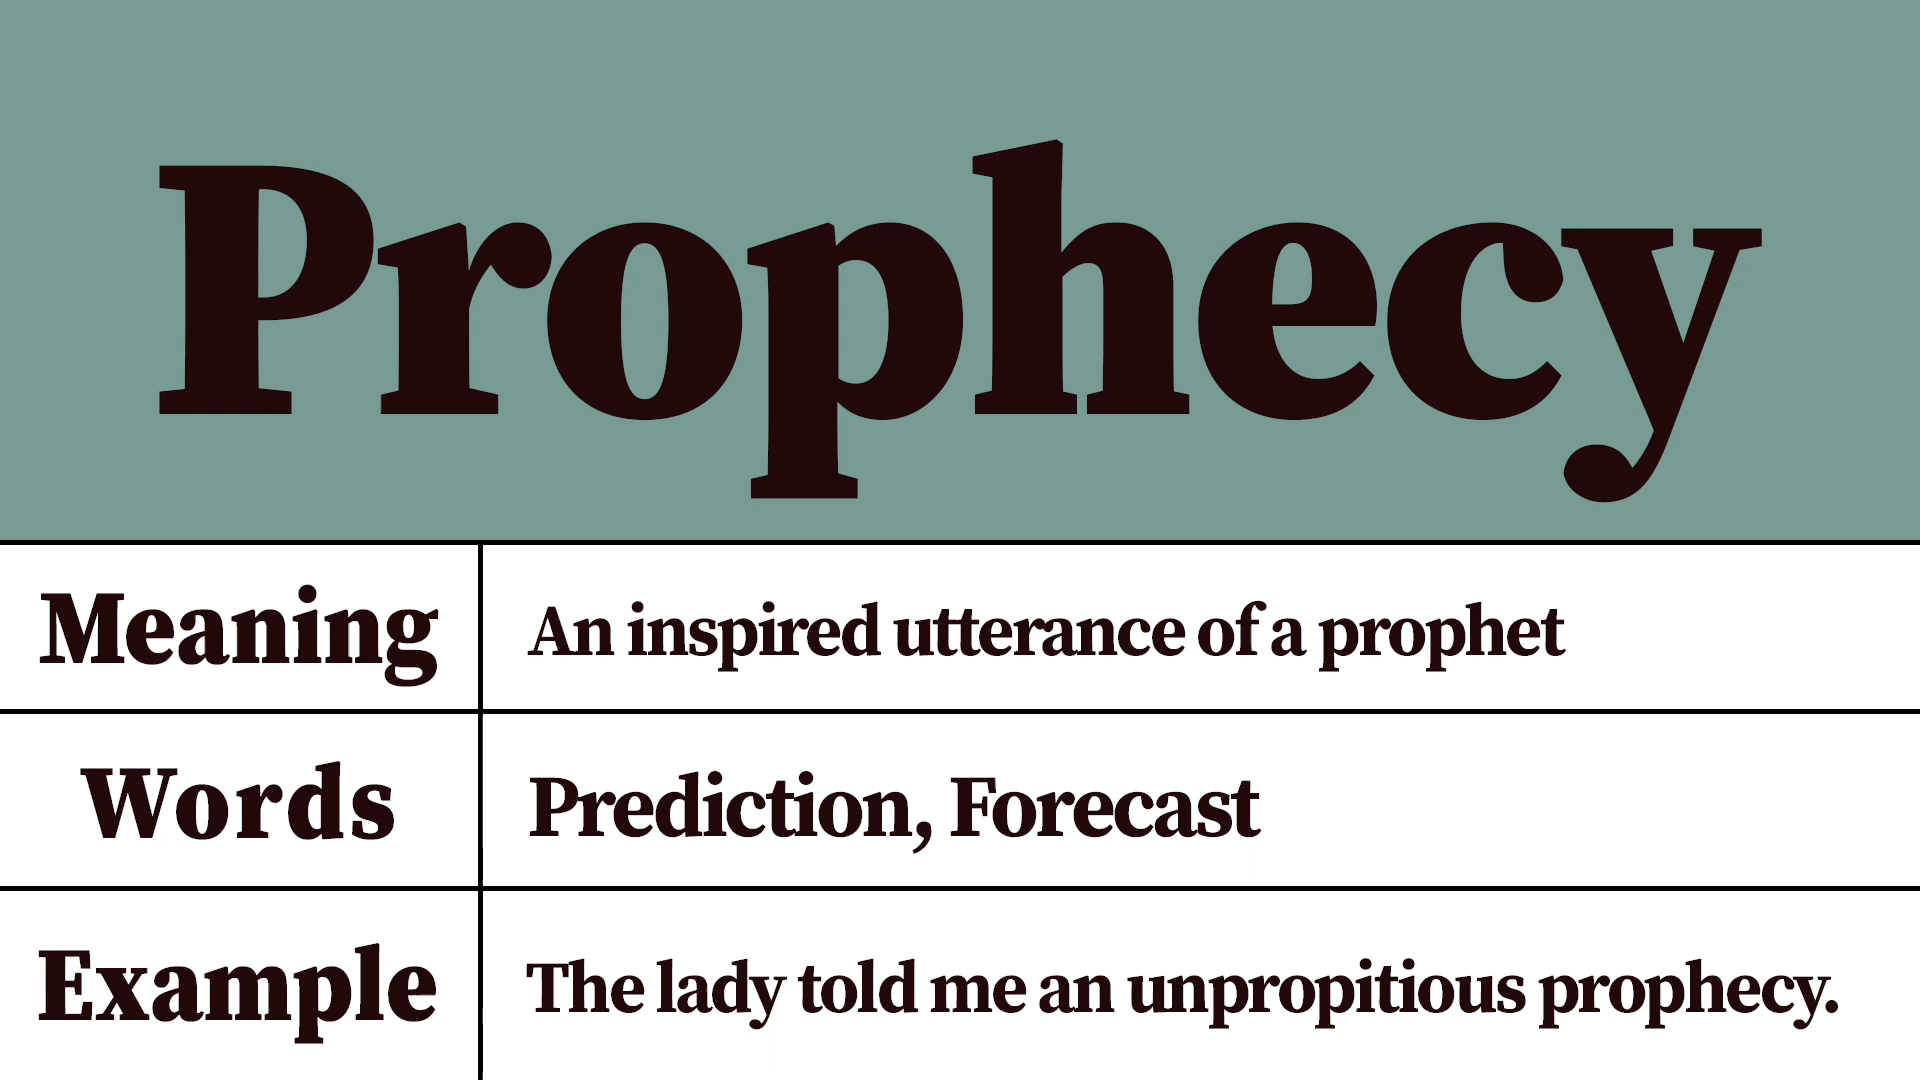 Prophecy
Meaning
An inspired utterance of a prophet
Words
Prediction, Forecast
Example
The lady told me an unpropitious prophecy.